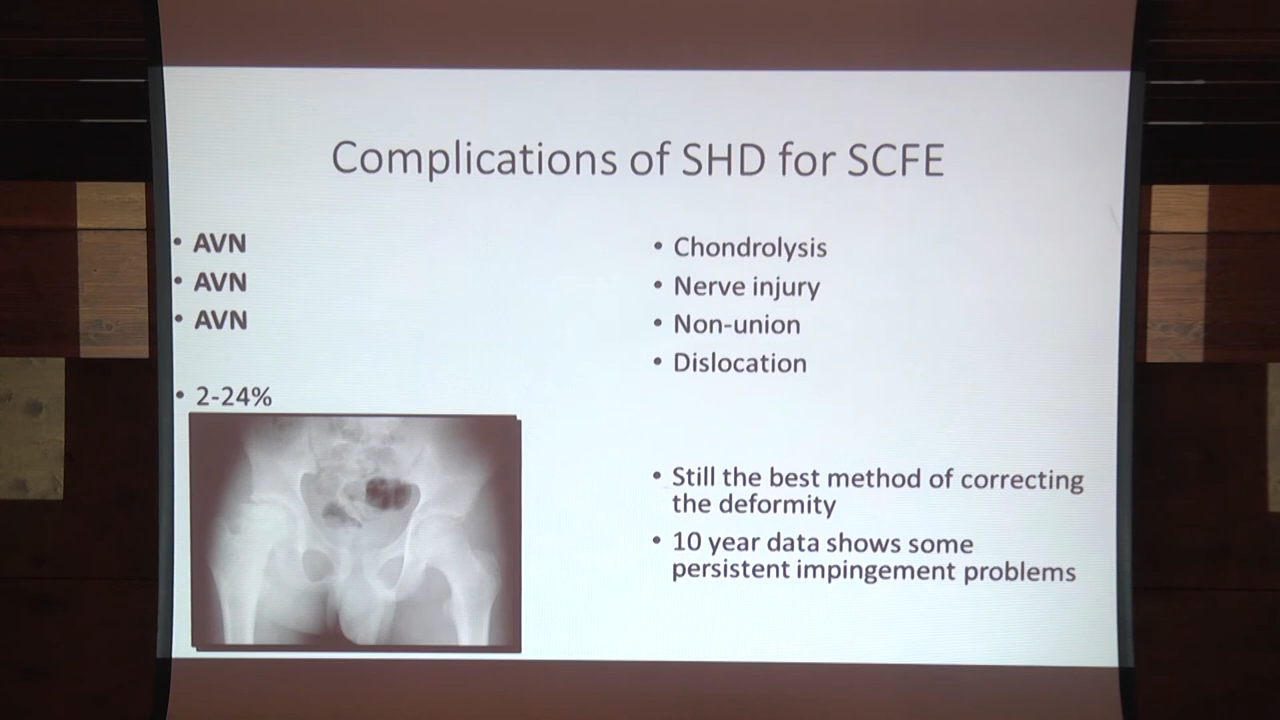 Complications of SHD for SCFE
• AVN
• AVN
• AVN
• 2-24%
• Chondrolysis
• Nerve injury
• Non-union
• Dislocation
• Still the best method of correcting
the deformity
• 10 year data shows some
persistent impingement problems